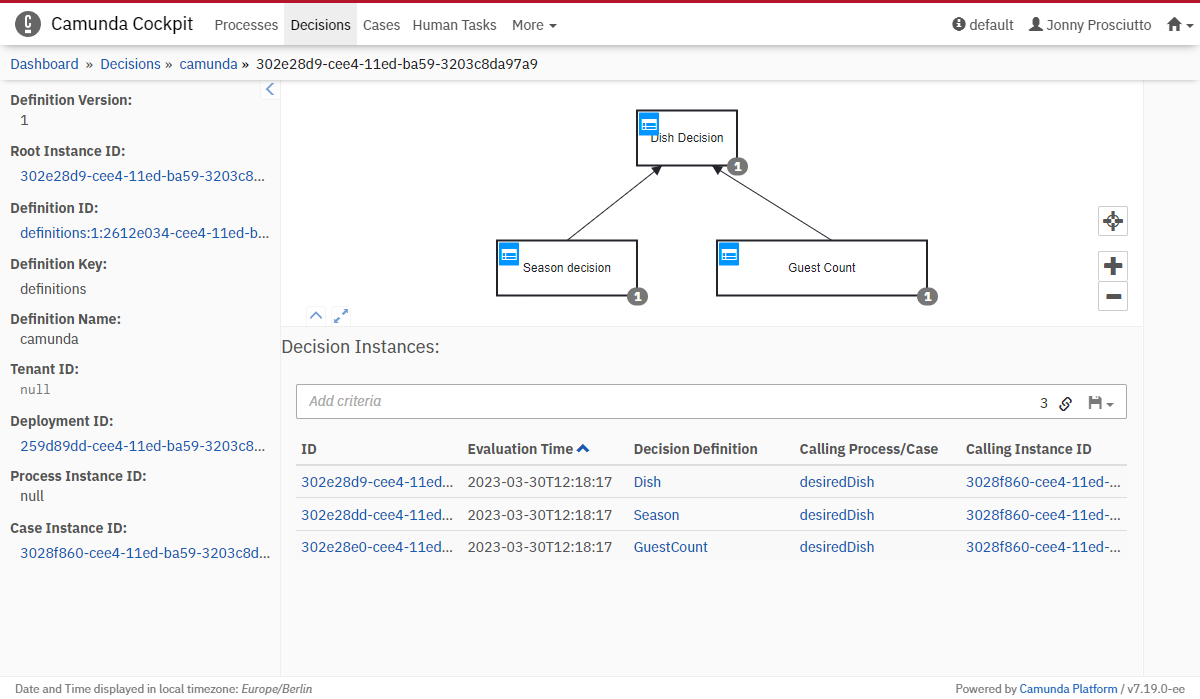 Camunda Cockpit Processes Decisions Cases Human Tasks More default Jonny Prosciutto
Dashboard » Decisions » camunda » 302e28d9-cee4-11ed-ba59-3203c8da97a9
Definition Version:
1
Root Instance ID:
302e28d9-cee4-11ed-ba59-3203c8...
Definition ID:
definitions:1:2612e034-cee4-11ed-b...
Definition Key:
definitions
Definition Name:
camunda
Tenant ID:
null
Deployment ID:
259d89dd-cee4-11ed-ba59-3203c8...
Process Instance ID:
null
Case Instance ID:
3028f860-cee4-11ed-ba59-3203c8d...
Dish Decision
1
Season decision
1
Guest Count
1
Decision Instances:
Add criteria 3
ID Evaluation Time Decision Definition Calling Process/Case Calling Instance ID
302e28d9-cee4-11ed... 2023-03-30T12:18:17 Dish desiredDish 3028f860-cee4-11ed-...
302e28dd-cee4-11ed... 2023-03-30T12:18:17 Season desiredDish 3028f860-cee4-11ed-...
302e28e0-cee4-11ed... 2023-03-30T12:18:17 GuestCount desiredDish 3028f860-cee4-11ed-...
Date and Time displayed in local timezone: Europe/Berlin Powered by Camunda Platform / v7.19.0-ee